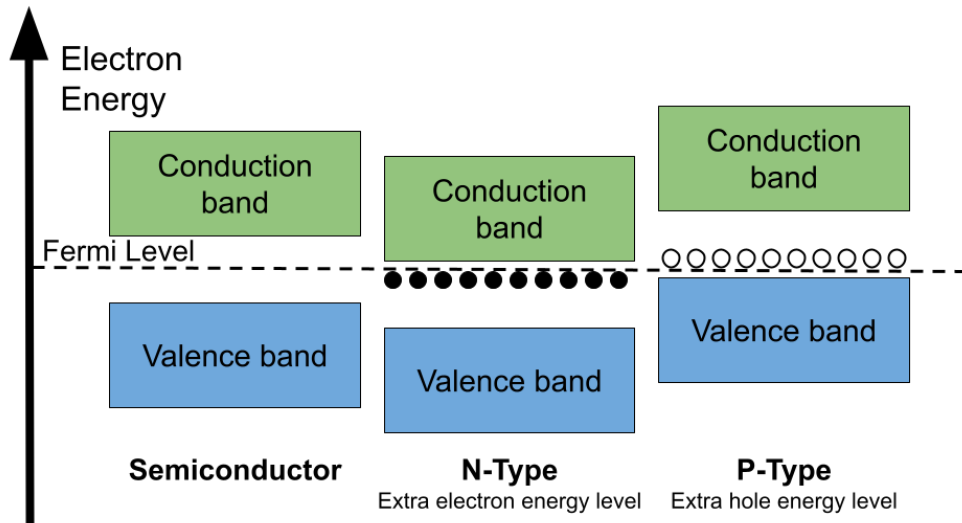 Electron
Energy
Conduction
band
Conduction
band
Conduction
band
Fermi Level
Valence band
Valence band
Valence band
Semiconductor
N-Type
Extra electron energy level
P-Type
Extra hole energy level